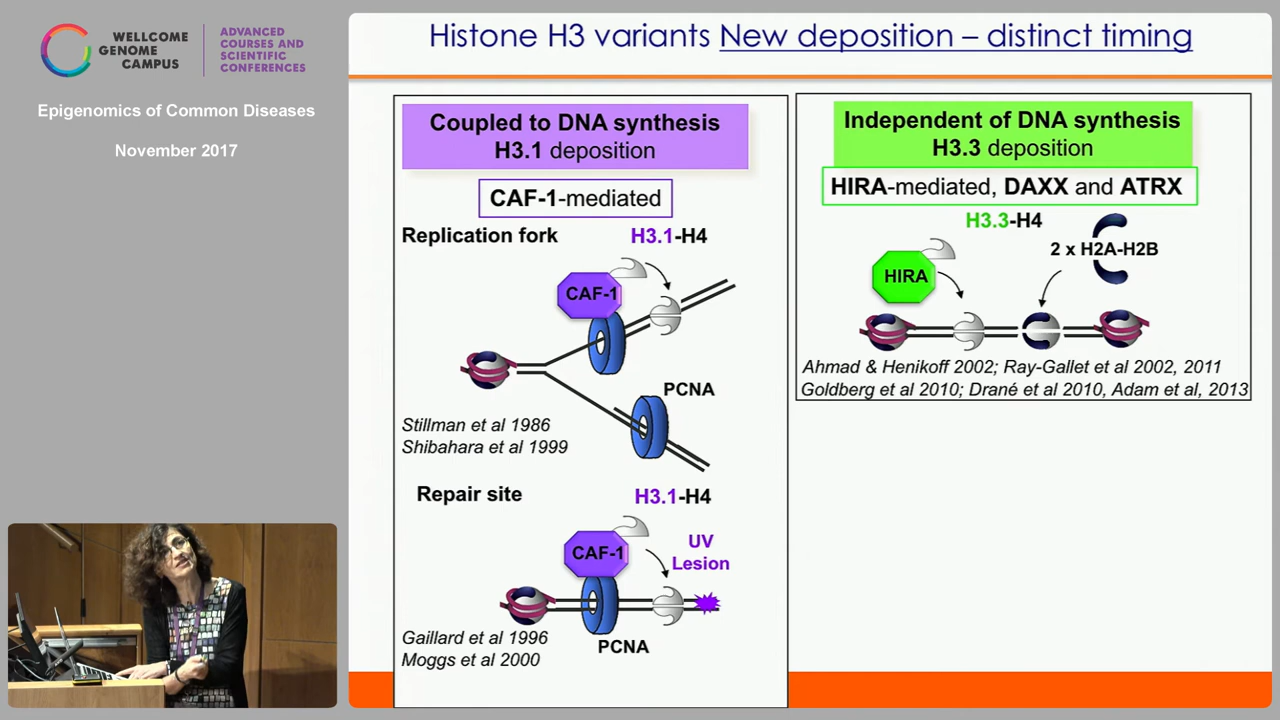 WELLCOME
GENOME
CAMPUS
ADVANCED
COURSES AND
SCIENTIFIC
CONFERENCES
Epigenomics of Common Diseases
November 2017
Histone H3 variants New deposition – distinct timing
Coupled to DNA synthesis
H3.1 deposition
CAF-1-mediated
Replication fork
H3.1-H4
CAF-1
PCNA
Stillman et al 1986
Shibahara et al 1999
Repair site
H3.1-H4
CAF-1
UV
Lesion
PCNA
Gaillard et al 1996
Moggs et al 2000
Independent of DNA synthesis
H3.3 deposition
HIRA-mediated, DAXX and ATRX
H3.3-H4
2 x H2A-H2B
HIRA
Ahmad & Henikoff 2002; Ray-Gallet et al 2002, 2011
Goldberg et al 2010; Drané et al 2010, Adam et al, 2013